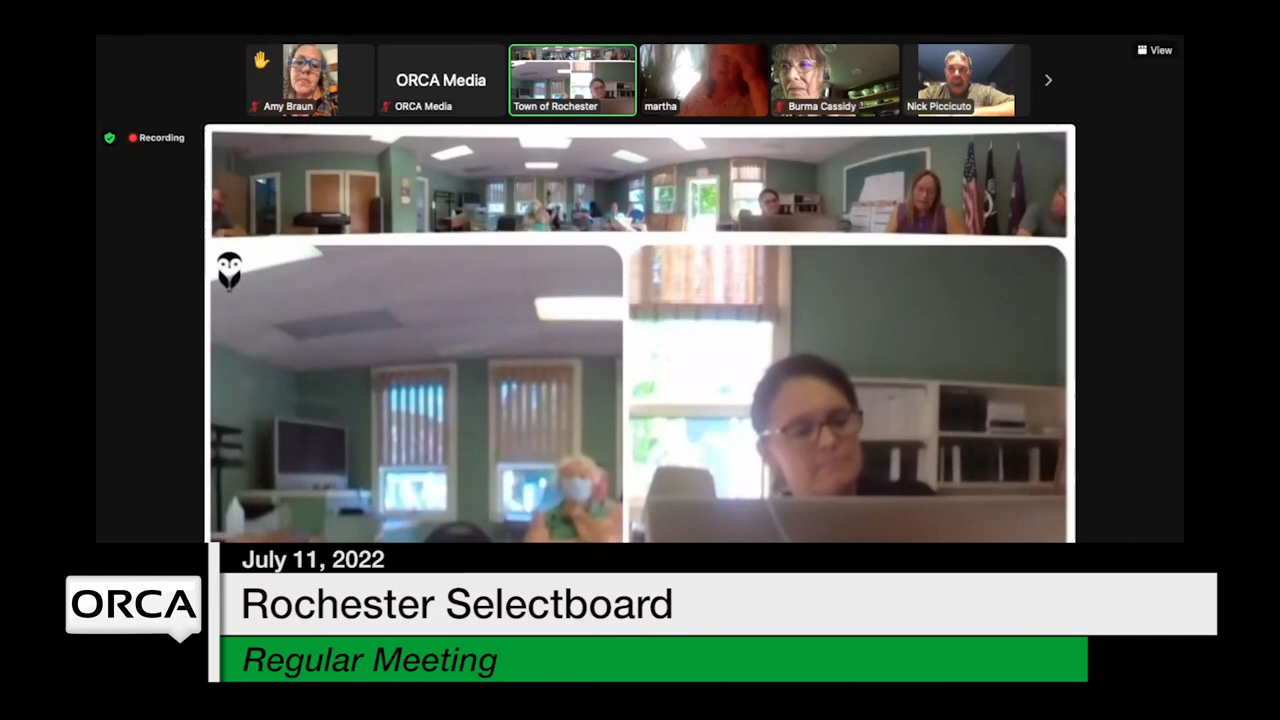 View
Amy Braun
ORCA Media
ORCA Media
Town of Rochester
martha
Burma Cassidy
Nick Piccicuto
Recording
July 11, 2022
ORCA
Rochester Selectboard
Regular Meeting